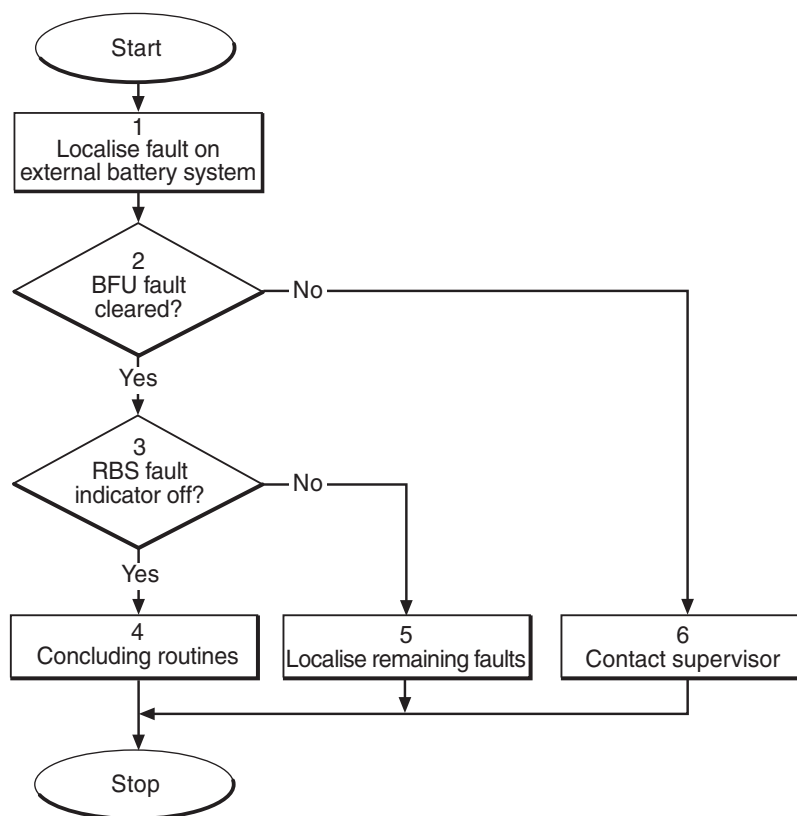 Start
1
Localise fault on
external battery system
2
BFU fault
cleared?
No
Yes
3
RBS fault
indicator off?
No
Yes
4
Concluding routines
5
Localise remaining faults
6
Contact supervisor
Stop